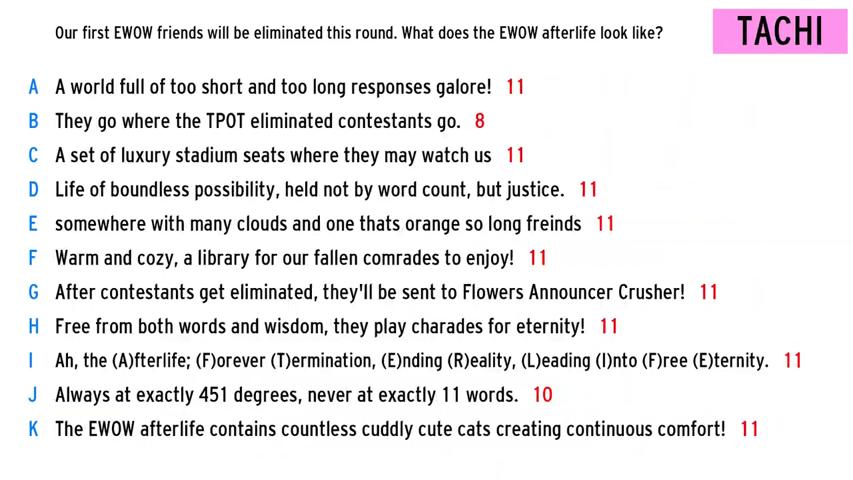 Our first EWOW friends will be eliminated this round. What does the EWOW afterlife look like?
TACHI
A A world full of too short and too long responses galore! 11
B They go where the TPOT eliminated contestants go. 8
C A set of luxury stadium seats where they may watch us 11
D Life of boundless possibility, held not by word count, but justice. 11
E somewhere with many clouds and one thats orange so long freinds 11
F Warm and cozy, a library for our fallen comrades to enjoy! 11
G After contestants get eliminated, they'll be sent to Flowers Announcer Crusher! 11
H Free from both words and wisdom, they play charades for eternity! 11
I Ah, the (A)fterlife; (F)orever (T)ermination, (E)nding (R)eality, (L)eading (I)nto (F)ree (E)ternity. 11
J Always at exactly 451 degrees, never at exactly 11 words. 10
K The EWOW afterlife contains countless cuddly cute cats creating continuous comfort! 11